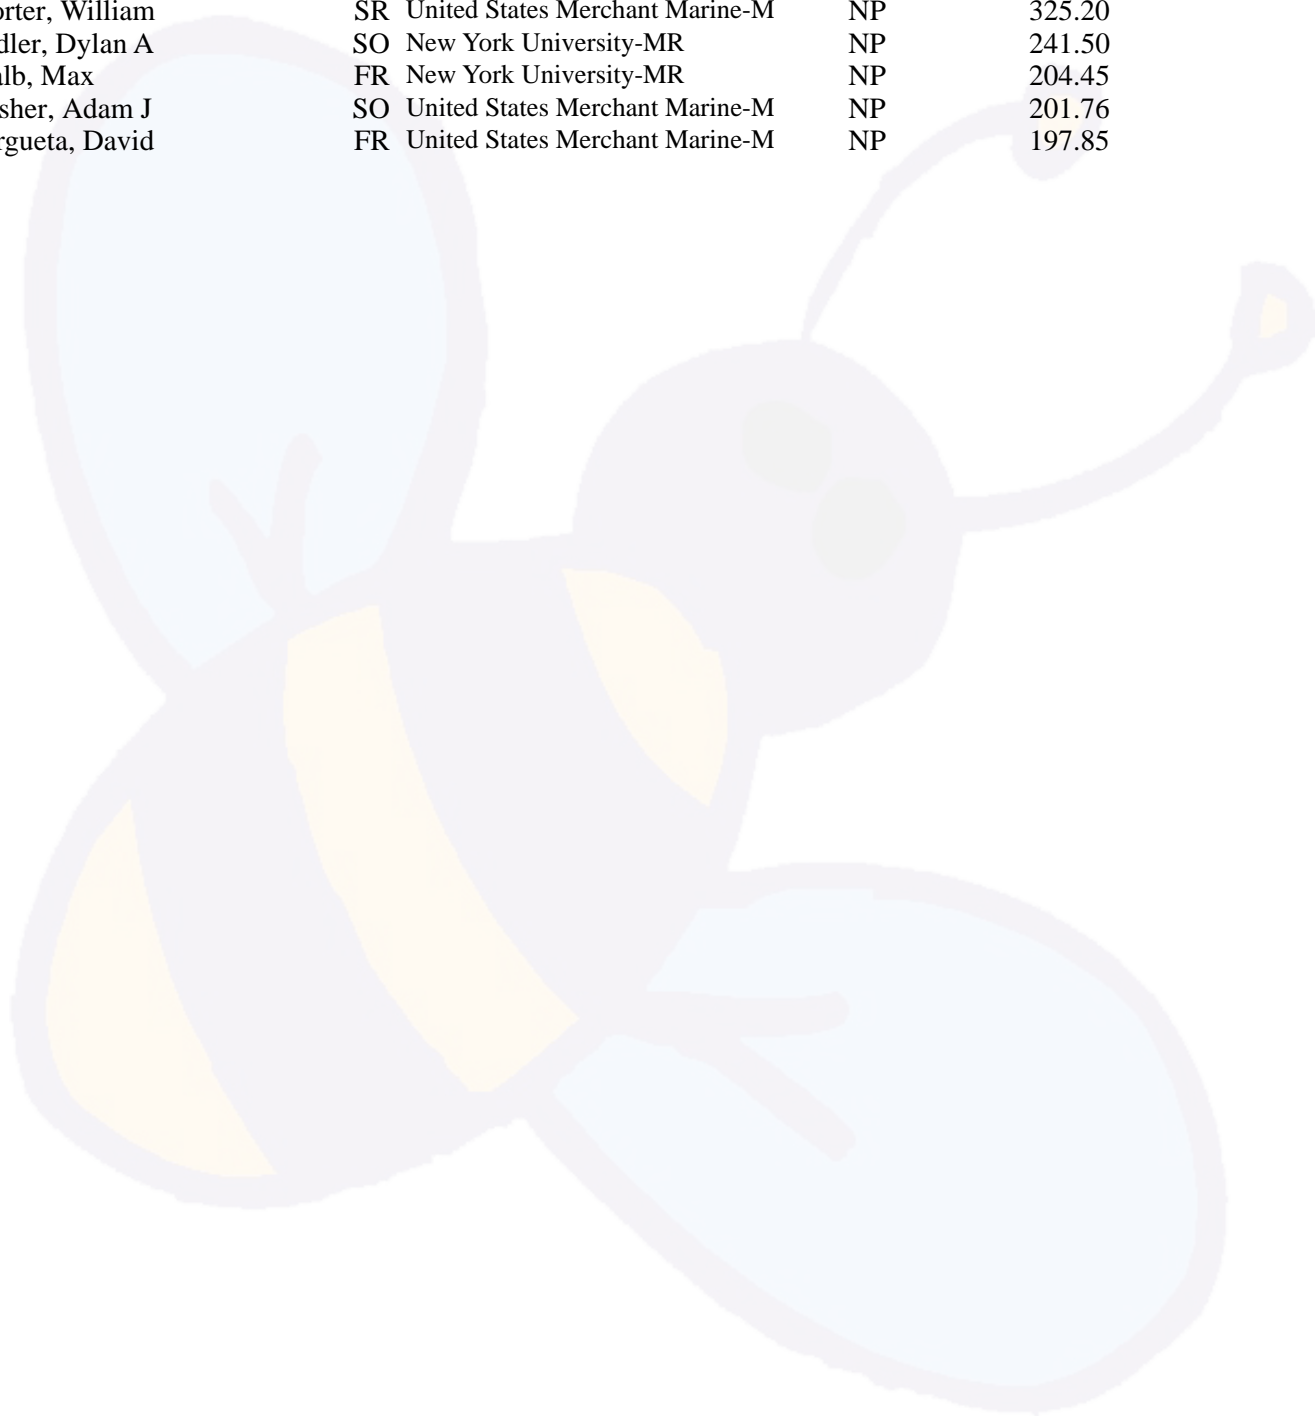 orter, William SR United States Merchant Marine-M NP 325.20
dler, Dylan A SO New York University-MR NP 241.50
alb, Max FR New York University-MR NP 204.45
sher, Adam J SO United States Merchant Marine-M NP 201.76
rgueta, David FR United States Merchant Marine-M NP 197.85